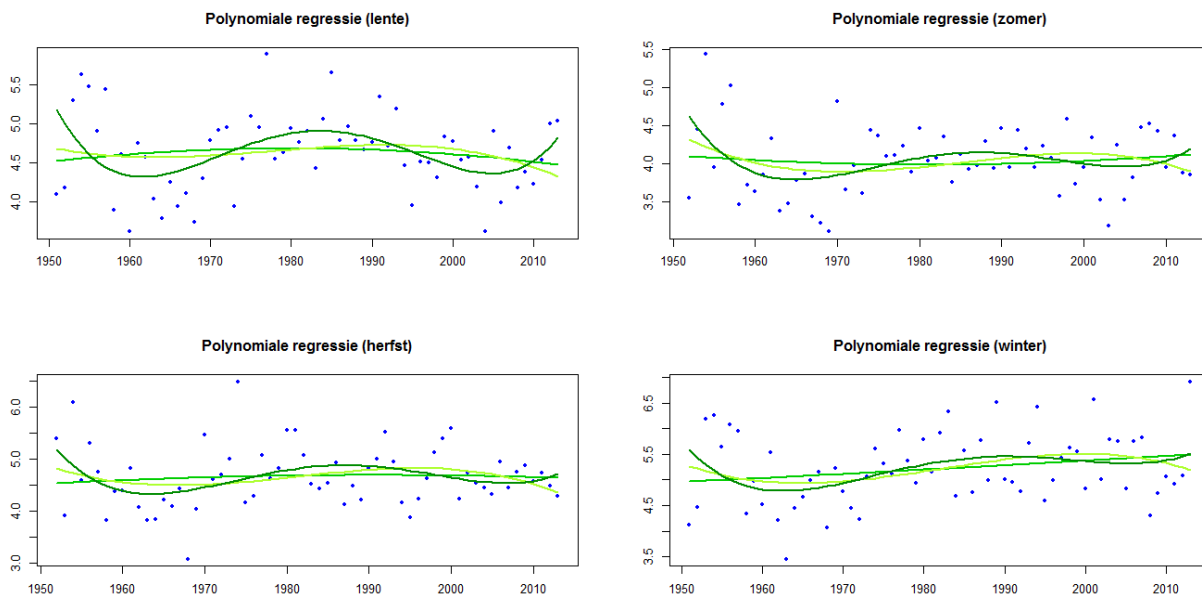 Polynomiale regressie (lente)
4.0 4.5 5.0 5.5
1950 1960 1970 1980 1990 2000 2010
Polynomiale regressie (zomer)
3.5 4.0 4.5 5.0 5.5
1950 1960 1970 1980 1990 2000 2010
Polynomiale regressie (herfst)
3.0 4.0 5.0 6.0
1950 1960 1970 1980 1990 2000 2010
Polynomiale regressie (winter)
3.5 4.5 5.5 6.5
1950 1960 1970 1980 1990 2000 2010